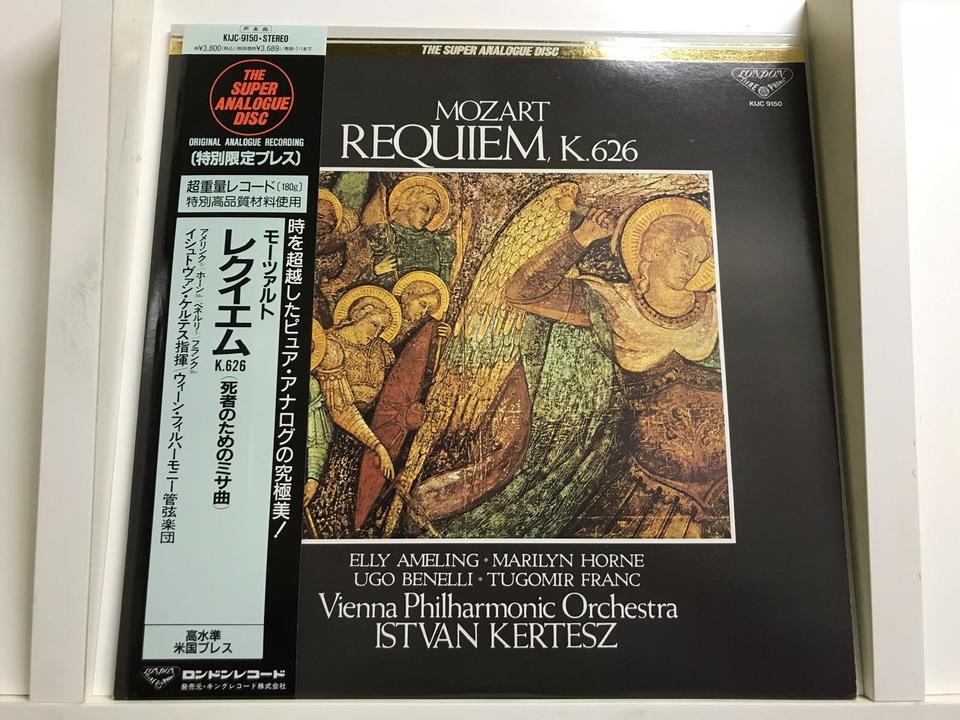 声楽曲
KIJC-9150•STEREO
THE
SUPER
ANALOGUE
DISC
ORIGINAL ANALOGUE RECORDING
〔特別限定プレス〕
超重量レコード〔180g〕
特別高品質材料使用
時を超越したピュア・アナログの究極美！
モーツァルト
レクイエム K.626
(死者のためのミサ曲)
アメリンク ホーン ベネルリ フランク
イシュトヴァン・ケルテス指揮 ウィーン・フィルハーモニー管弦楽団
高水準
米国プレス
LONDON
ロンドンレコード
発売元・キングレコード株式会社
THE SUPER ANALOGUE DISC
LONDON
KIJC 9150
MOZART
REQUIEM, K.626
ELLY AMELING • MARILYN HORNE
UGO BENELLI • TUGOMIR FRANC
Vienna Philharmonic Orchestra
ISTVAN KERTESZ